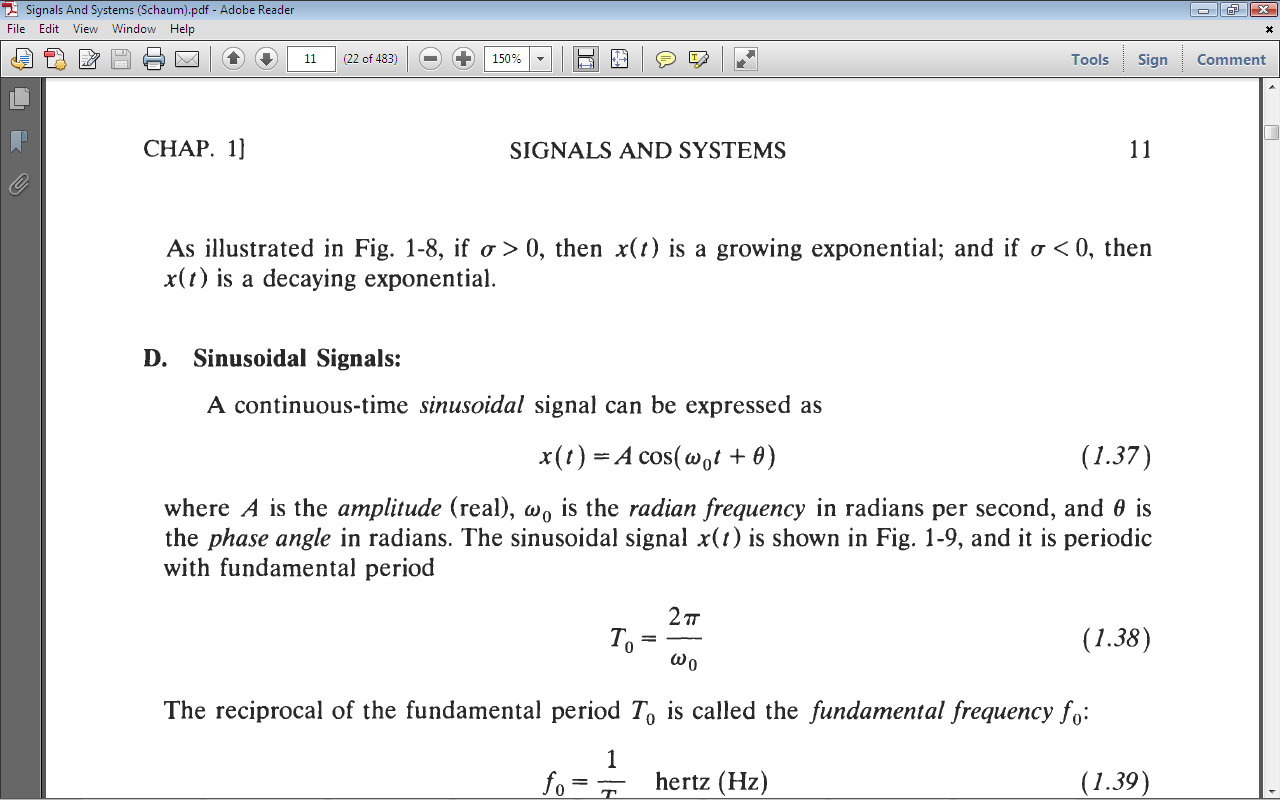 Signals And Systems (Schaum).pdf - Adobe Reader
File Edit View Window Help
11 (22 of 483) 150% Tools Sign Comment
CHAP. 1] SIGNALS AND SYSTEMS 11
As illustrated in Fig. 1-8, if σ > 0, then x(t) is a growing exponential; and if σ < 0, then
x(t) is a decaying exponential.
D. Sinusoidal Signals:
A continuous-time sinusoidal signal can be expressed as
x(t) = A cos(ω₀t + θ) (1.37)
where A is the amplitude (real), ω₀ is the radian frequency in radians per second, and θ is
the phase angle in radians. The sinusoidal signal x(t) is shown in Fig. 1-9, and it is periodic
with fundamental period
T₀ = 2π / ω₀ (1.38)
The reciprocal of the fundamental period T₀ is called the fundamental frequency f₀:
f₀ = 1 / T hertz (Hz) (1.39)